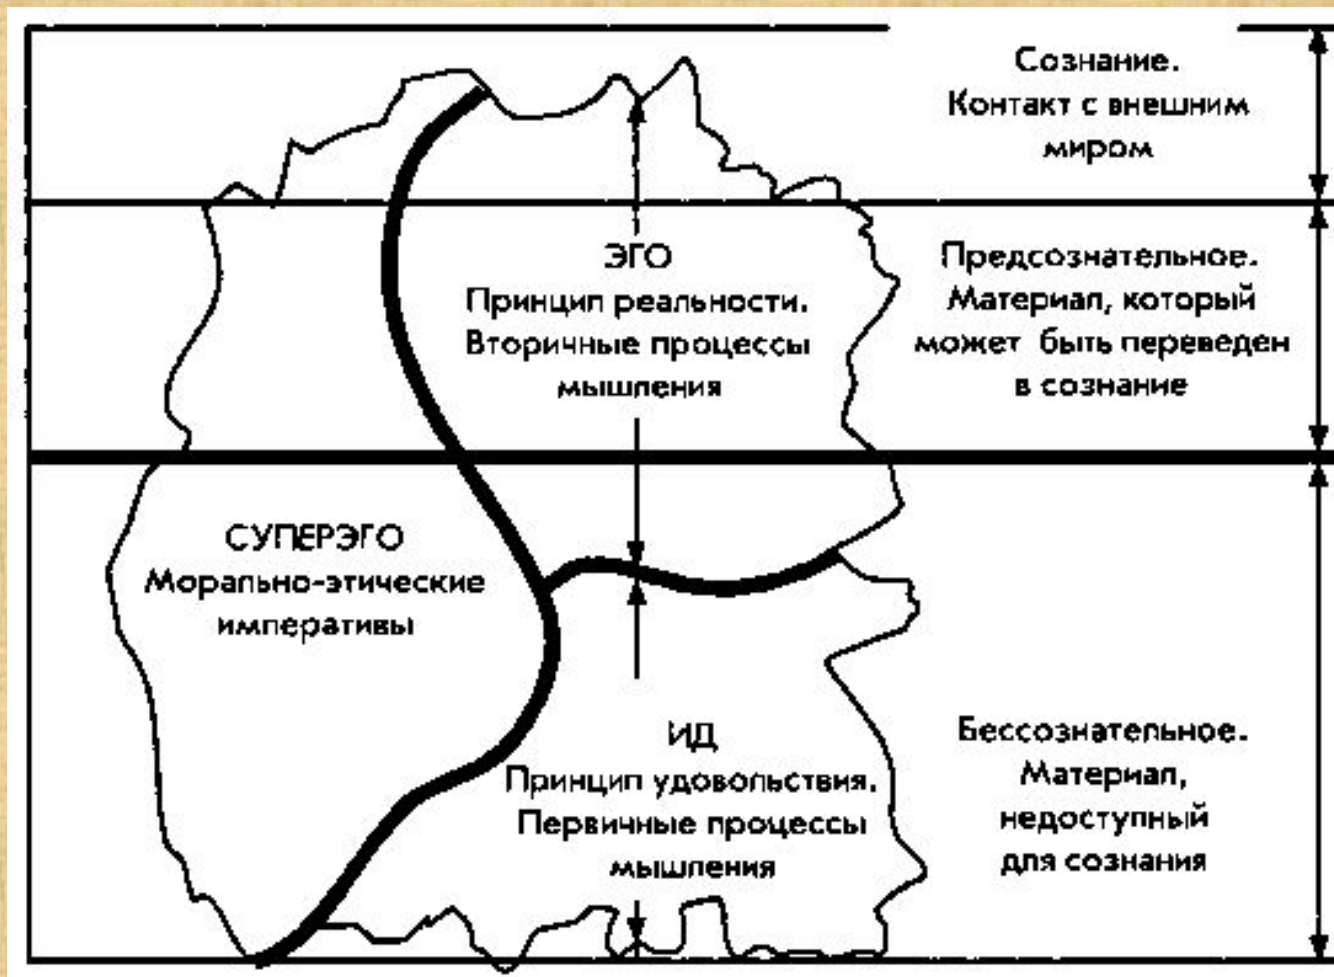 Сознание.
Контакт с внешним
миром
ЭГО
Принцип реальности.
Вторичные процессы
мышления
Предсознательное.
Материал, который
может быть переведен
в сознание
СУПЕРЭГО
Морально-этические
императивы
ИД
Принцип удовольствия.
Первичные процессы
мышления
Бессознательное.
Материал,
недоступный
для сознания